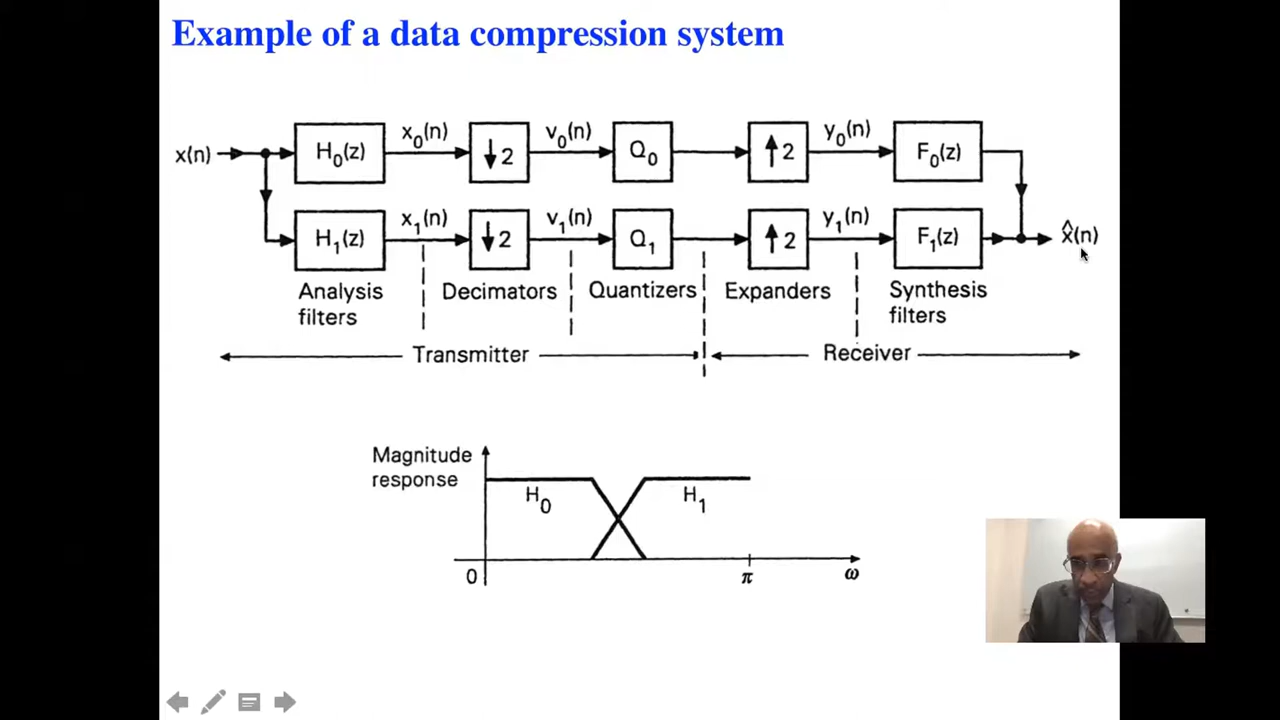 Example of a data compression system
x(n) H₀(z) x₀(n) ↓2 v₀(n) Q₀ ↑2 y₀(n) F₀(z)
H₁(z) x₁(n) ↓2 v₁(n) Q₁ ↑2 y₁(n) F₁(z) x̂(n)
Analysis filters Decimators Quantizers Expanders Synthesis filters
Transmitter Receiver
Magnitude
response
H₀ H₁
0 π ω